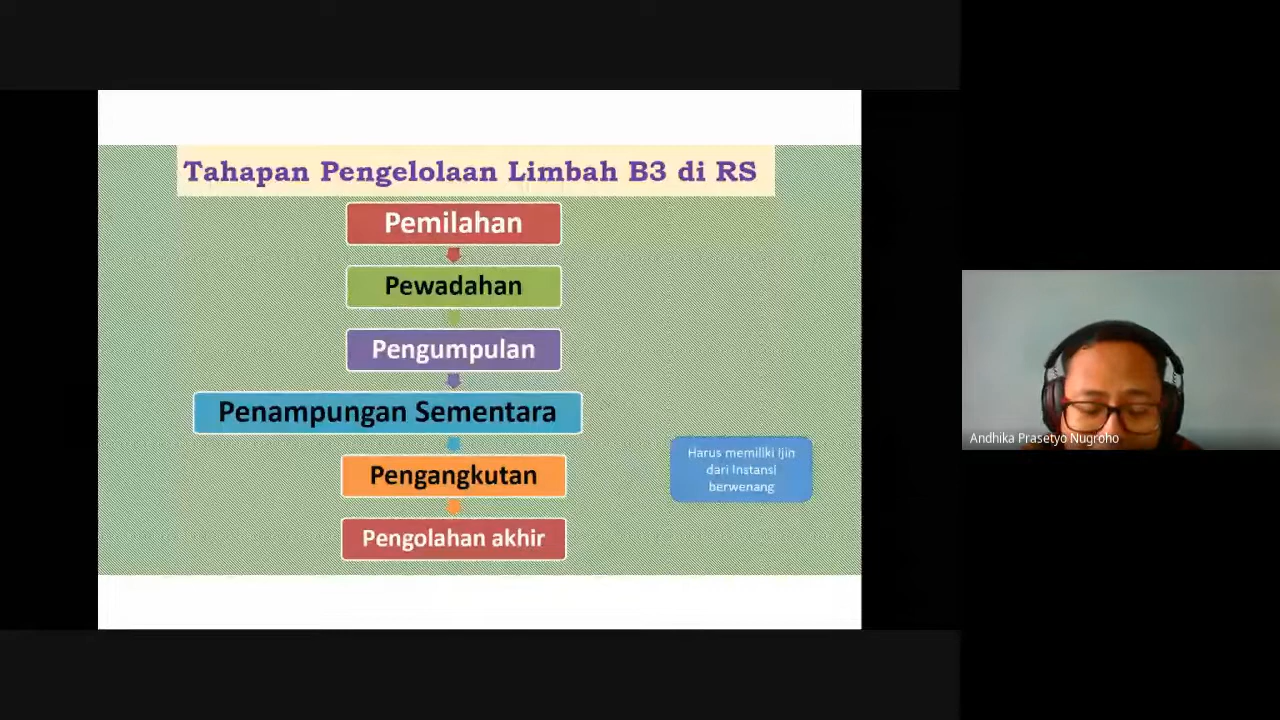 Tahapan Pengelolaan Limbah B3 di RS
Pemilahan
Pewadahan
Pengumpulan
Penampungan Sementara
Pengangkutan
Pengolahan akhir
Harus memiliki Ijin
dari Instansi
berwenang
Andhika Prasetyo Nugroho